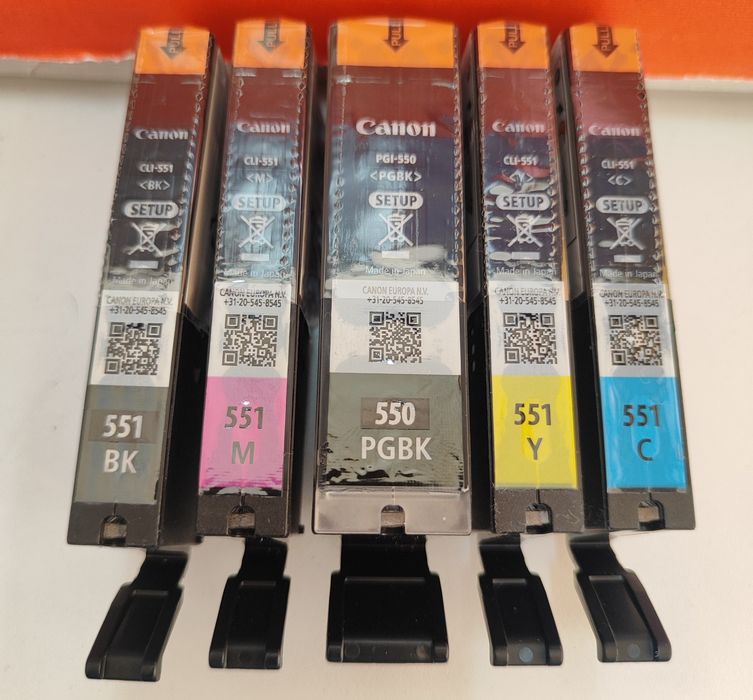 PULL
Canon
CLI-551
<BK>
SETUP
Made in Japan
CANON EUROPA N.V.
+31-20-545-8545
551
BK
PULL
Canon
CLI-551
<M>
SETUP
Made in Japan
CANON EUROPA N.V.
+31-20-545-8545
551
M
PULL
Canon
PGI-550
<PGBK>
SETUP
Made in Japan
CANON EUROPA N.V.
+31-20-545-8545
550
PGBK
PULL
Canon
CLI-551
<Y>
SETUP
Made in Japan
CANON EUROPA N.V.
+31-20-545-8545
551
Y
PULL
Canon
CLI-551
<C>
SETUP
Made in Japan
CANON EUROPA N.V.
+31-20-545-8545
551
C